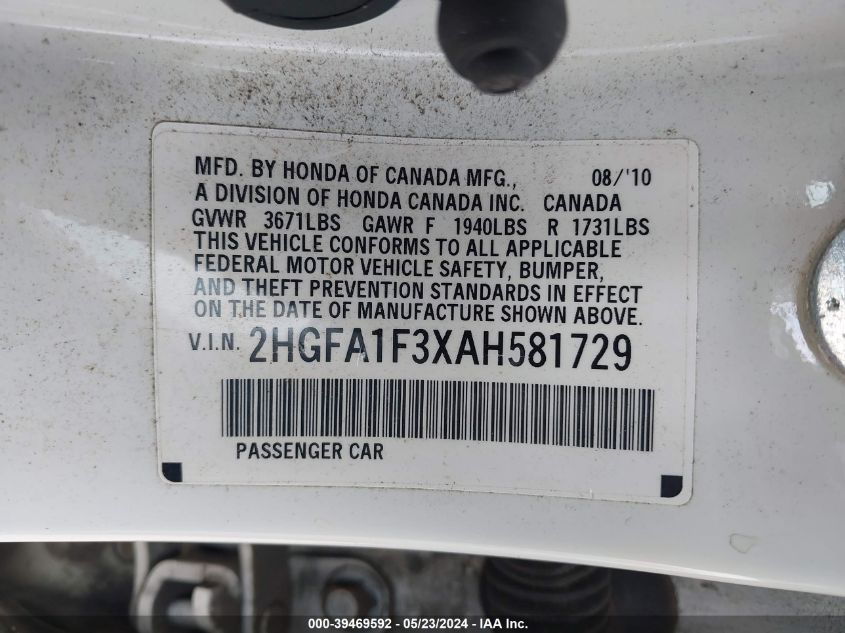 MFD. BY HONDA OF CANADA MFG., 08/'10
A DIVISION OF HONDA CANADA INC. CANADA
GVWR 3671LBS GAWR F 1940LBS R 1731LBS
THIS VEHICLE CONFORMS TO ALL APPLICABLE
FEDERAL MOTOR VEHICLE SAFETY, BUMPER,
AND THEFT PREVENTION STANDARDS IN EFFECT
ON THE DATE OF MANUFACTURE SHOWN ABOVE.
V.I.N. 2HGFA1F3XAH581729
PASSENGER CAR
000-39469592 - 05/23/2024 - IAAI.com